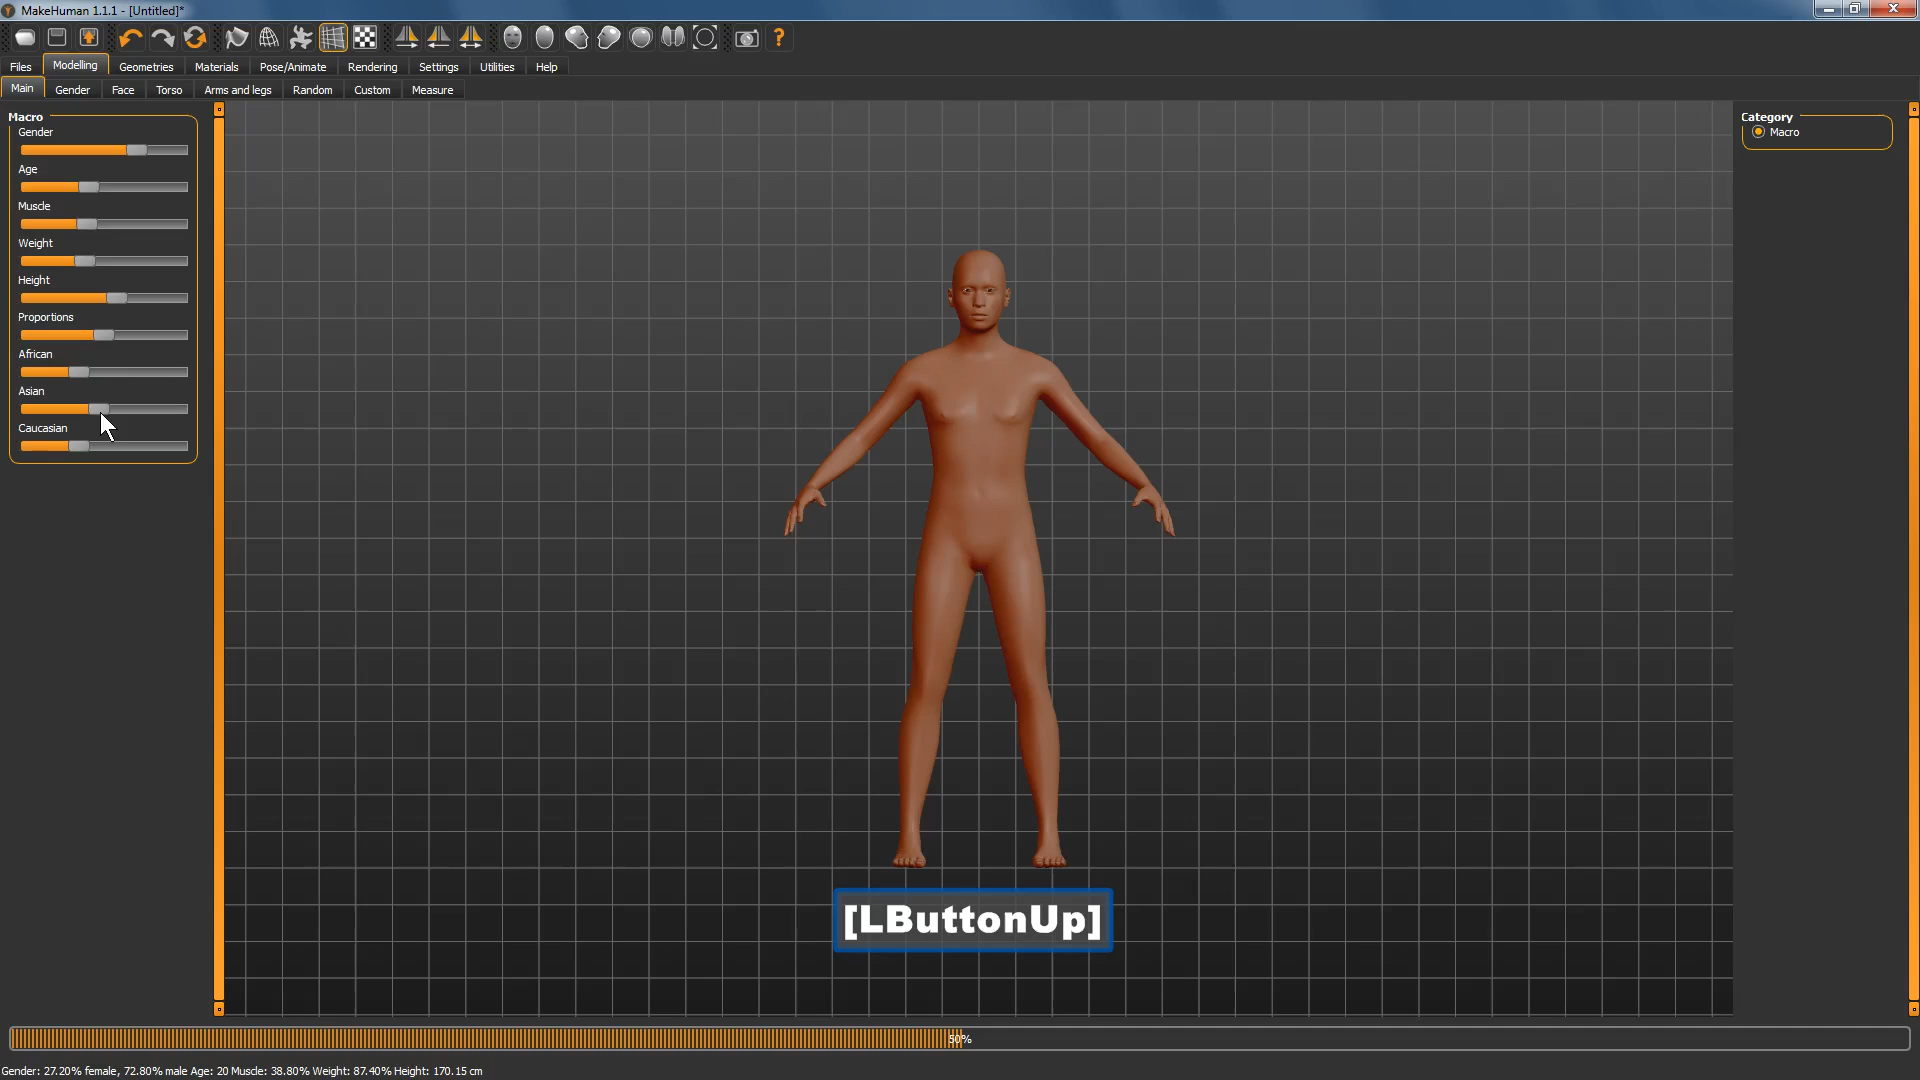 MakeHuman 1.1.1 - [Untitled]*
Files Modelling Geometries Materials Pose/Animate Rendering Settings Utilities Help
Main Gender Face Torso Arms and legs Random Custom Measure
Macro
Gender
Age
Muscle
Weight
Height
Proportions
African
Asian
Caucasian
Category
Macro
[LButtonUp]
50%
Gender: 27.20% female, 72.80% male Age: 20 Muscle: 38.80% Weight: 87.40% Height: 170.15 cm